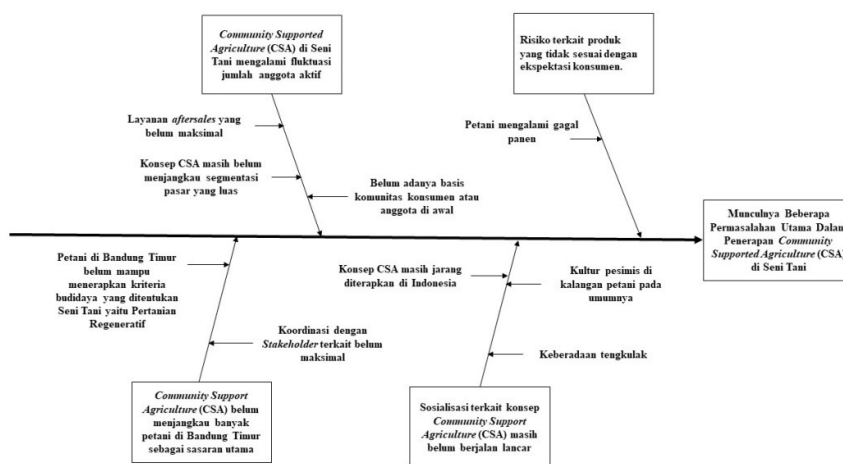 Community Supported
Agriculture (CSA) di Seni
Tani mengalami fluktuasi
jumlah anggota aktif
Risiko terkait produk
yang tidak sesuai dengan
ekspektasi konsumen.
Layanan aftersales yang
belum maksimal
Petani mengalami gagal
panen
Konsep CSA masih belum
menjangkau segmentasi
pasar yang luas
Belum adanya basis
komunitas konsumen atau
anggota di awal
Munculnya Beberapa
Permasalahan Utama Dalam
Penerapan Community
Supported Agriculture (CSA)
di Seni Tani
Petani di Bandung Timur
belum mampu
menerapkan kriteria
budidaya yang ditentukan
Seni Tani yaitu Pertanian
Regeneratif
Konsep CSA masih jarang
diterapkan di Indonesia
Kultur pesimis di
kalangan petani pada
umumnya
Koordinasi dengan
Stakeholder terkait belum
maksimal
Keberadaan tengkulak
Community Support
Agriculture (CSA) belum
menjangkau banyak
petani di Bandung Timur
sebagai sasaran utama
Sosialisasi terkait konsep
Community Support
Agriculture (CSA) masih
belum berjalan lancar